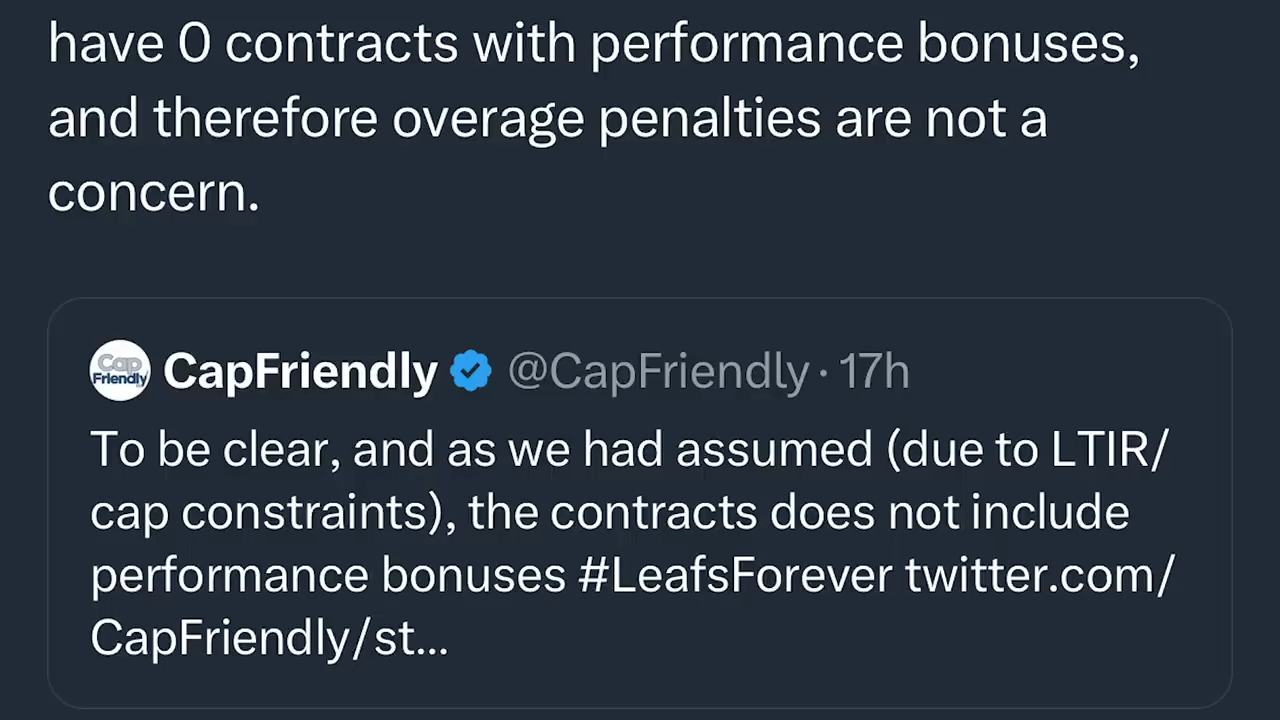 have 0 contracts with performance bonuses,
and therefore overage penalties are not a
concern.
Cap
Friendly
CapFriendly @CapFriendly · 17h
To be clear, and as we had assumed (due to LTIR/
cap constraints), the contracts does not include
performance bonuses #LeafsForever twitter.com/
CapFriendly/st...